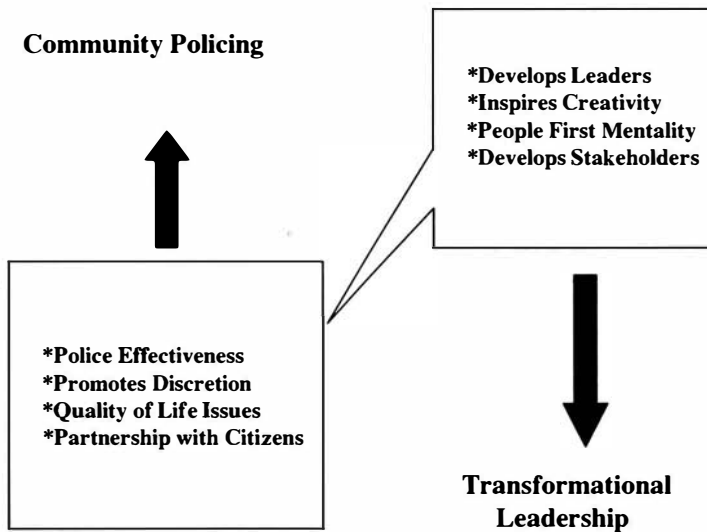 Community Policing
*Develops Leaders
*Inspires Creativity
*People First Mentality
*Develops Stakeholders
*Police Effectiveness
*Promotes Discretion
*Quality of Life Issues
*Partnership with Citizens
Transformational
Leadership